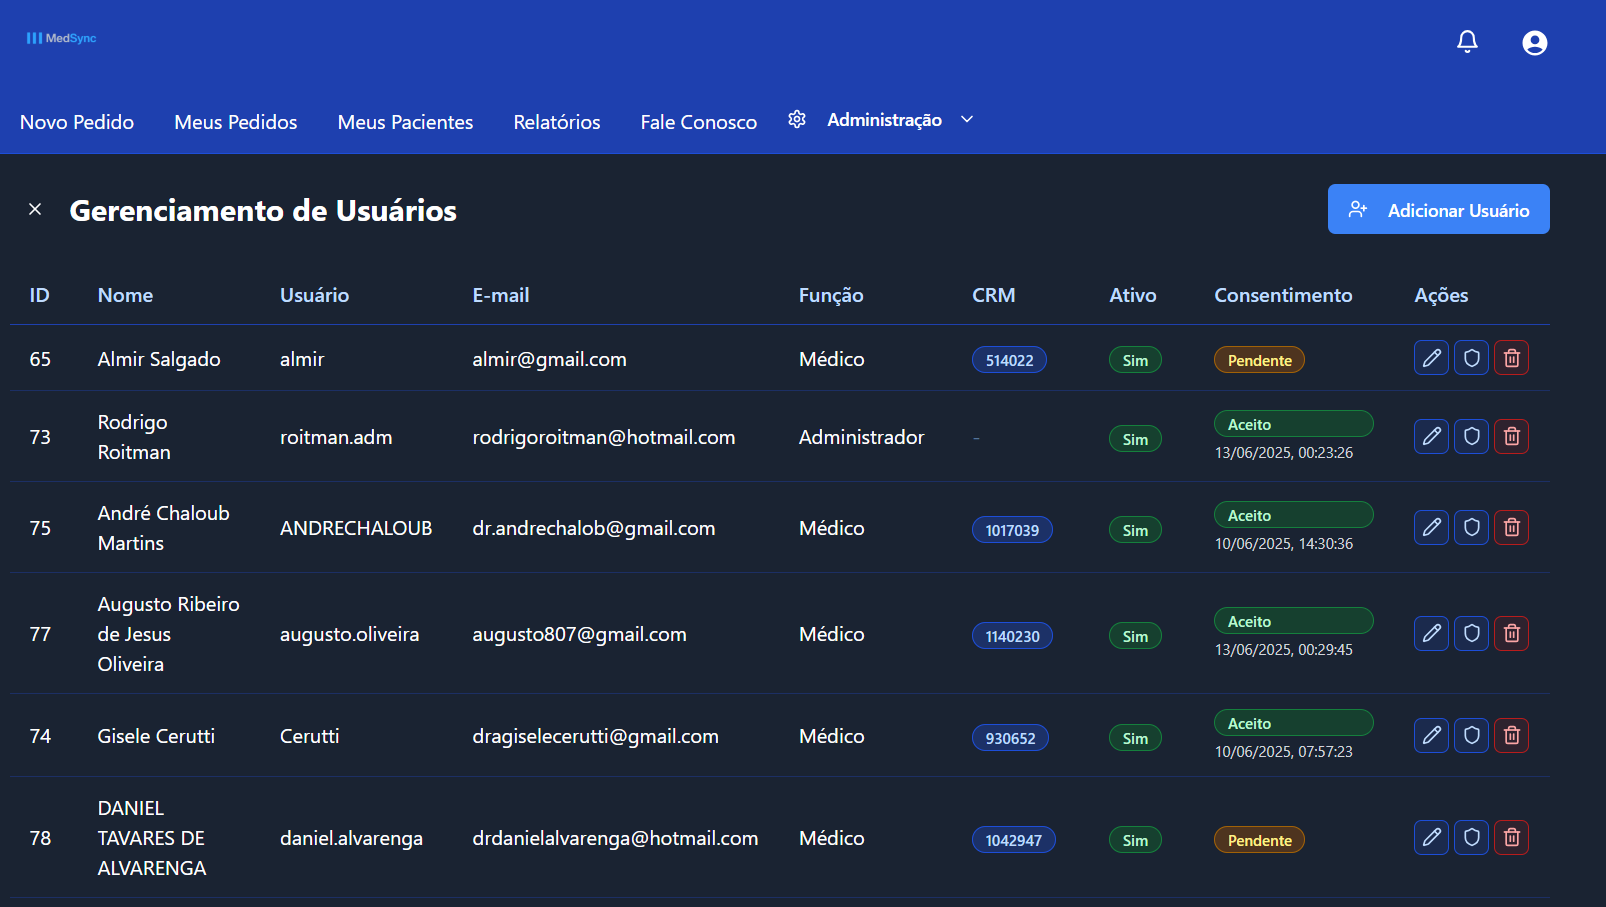 MedSync
Novo Pedido Meus Pedidos Meus Pacientes Relatórios Fale Conosco Administração
Gerenciamento de Usuários
Adicionar Usuário
ID Nome Usuário E-mail Função CRM Ativo Consentimento Ações
65 Almir Salgado almir almir@gmail.com Médico 514022 Sim Pendente
73 Rodrigo Roitman roitman.adm rodrigoroitman@hotmail.com Administrador - Sim Aceito 13/06/2025, 00:23:26
75 André Chaloub Martins ANDRECHALOUB dr.andrechalob@gmail.com Médico 1017039 Sim Aceito 10/06/2025, 14:30:36
77 Augusto Ribeiro de Jesus Oliveira augusto.oliveira augusto807@gmail.com Médico 1140230 Sim Aceito 13/06/2025, 00:29:45
74 Gisele Cerutti Cerutti dragiselecerutti@gmail.com Médico 930652 Sim Aceito 10/06/2025, 07:57:23
78 DANIEL TAVARES DE ALVARENGA daniel.alvarenga drdanielalvarenga@hotmail.com Médico 1042947 Sim Pendente